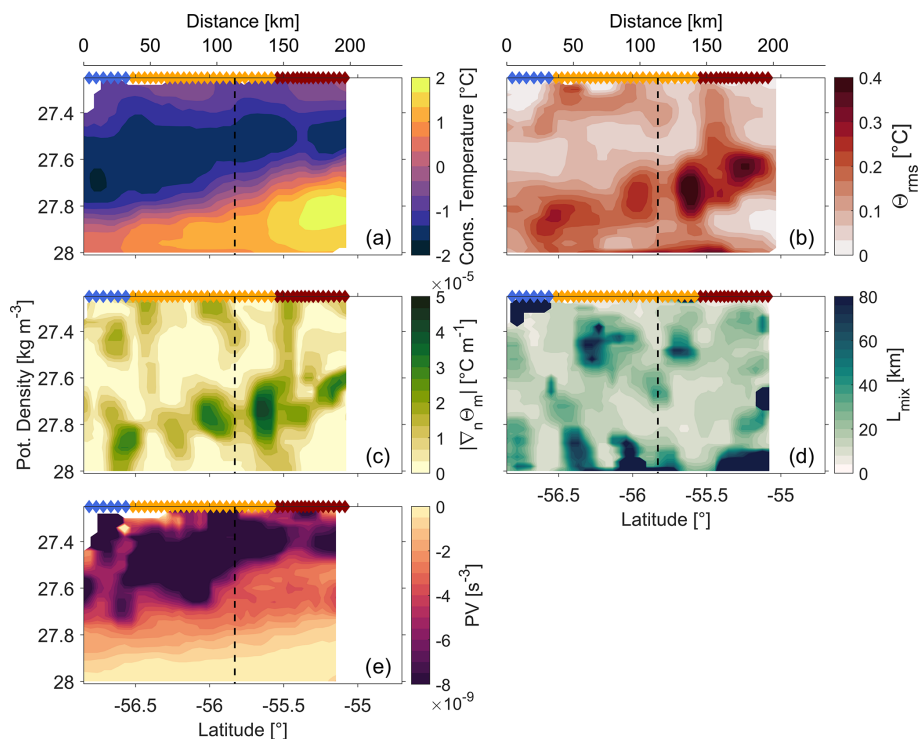 Distance [km]
0 50 100 150 200
27.4
27.6
27.8
28
(a)
2
1.5
1
0.5
0
-0.5
-1
-1.5
-2
Cons. Temperature [°C]
Distance [km]
0 50 100 150 200
(b)
0.4
0.3
0.2
0.1
0
Θrms [°C]
Pot. Density [kg m-3]
27.4
27.6
27.8
28
(c)
×10-5
5
4
3
2
1
0
|∇nΘm| [°C m-1]
(d)
80
60
40
20
0
Lmix [km]
-56.5 -56 -55.5 -55
Latitude [°]
27.4
27.6
27.8
28
(e)
0
-2
-4
-6
-8
×10-9
PV [s-3]
-56.5 -56 -55.5 -55
Latitude [°]